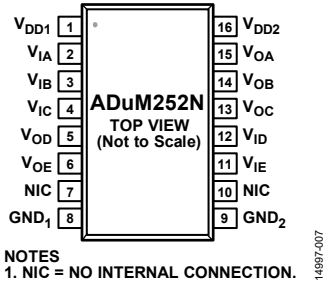 VDD1 1 16 VDD2
VIA 2 15 VOA
VIB 3 14 VOB
VIC 4 ADuM252N 13 VOC
TOP VIEW
VOD 5 (Not to Scale) 12 VID
VOE 6 11 VIE
NIC 7 10 NIC
GND1 8 9 GND2
NOTES
1. NIC = NO INTERNAL CONNECTION.
14997-007